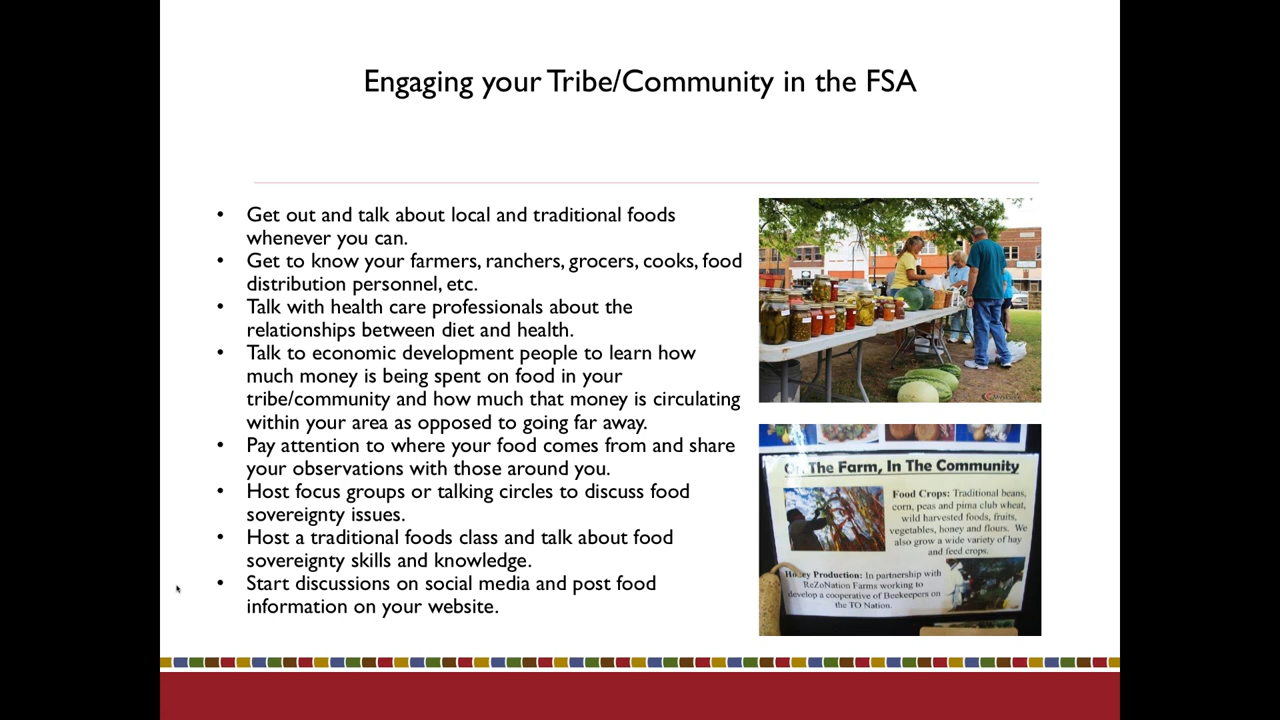 Engaging your Tribe/Community in the FSA
• Get out and talk about local and traditional foods
whenever you can.
• Get to know your farmers, ranchers, grocers, cooks, food
distribution personnel, etc.
• Talk with health care professionals about the
relationships between diet and health.
• Talk to economic development people to learn how
much money is being spent on food in your
tribe/community and how much that money is circulating
within your area as opposed to going far away.
• Pay attention to where your food comes from and share
your observations with those around you.
• Host focus groups or talking circles to discuss food
sovereignty issues.
• Host a traditional foods class and talk about food
sovereignty skills and knowledge.
• Start discussions on social media and post food
information on your website.
The Farm, In The Community
Food Crops: Traditional beans,
corn, peas and pima club wheat,
wild harvested foods, fruits,
vegetables, honey and flours. We
also grow a wide variety of hay
and feed crops.
Honey Production: In partnership with
ReZoNation Farms working to
develop a cooperative of Beekeepers on
the TO Nation.